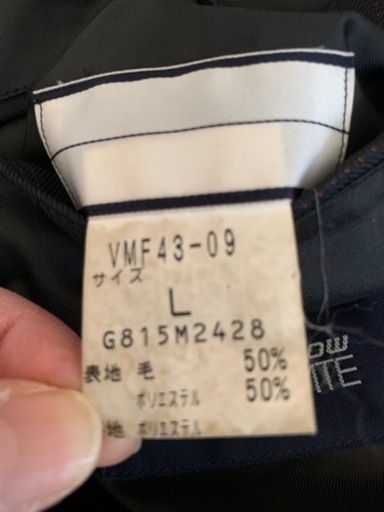 VMF43-09
サイズ
L
G815M2428
表地 毛 50%
ポリエステル 50%
地 ポリエステル